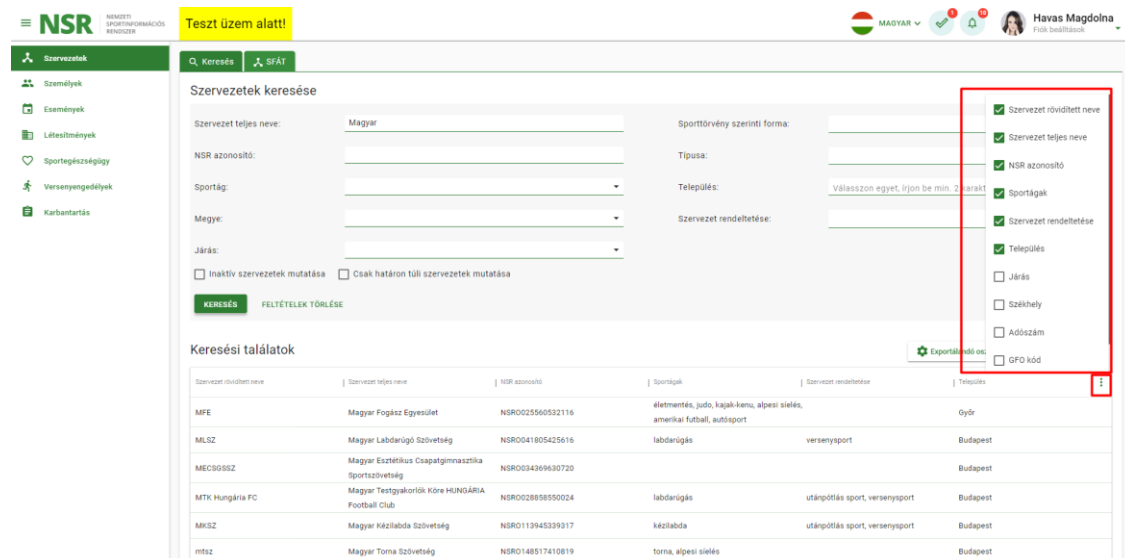 NSR
NEMZETI
SPORTINFORMÁCIÓS
RENDSZER
Teszt üzem alatt!
MAGYAR
1
19
Havas Magdolna
Fiók beállítások
Szervezetek
Személyek
Események
Létesítmények
Sportegészségügy
Versenyengedélyek
Karbantartás
Keresés
SFÁT
Szervezetek keresése
Szervezet teljes neve:
Magyar
Sporttörvény szerinti forma:
NSR azonosító:
Típusa:
Sportág:
Település:
Válasszon egyet, írjon be min. 2 karakt
Megye:
Szervezet rendeltetése:
Járás:
Inaktív szervezetek mutatása
Csak határon túli szervezetek mutatása
KERESÉS
FELTÉTELEK TÖRLÉSE
Szervezet rövidített neve
Szervezet teljes neve
NSR azonosító
Sportágak
Szervezet rendeltetése
Település
Járás
Székhely
Adószám
GFO kód
Keresési találatok
Exportálandó osz
Szervezet rövidített neve
Szervezet teljes neve
NSR azonosító
Sportágak
Szervezet rendeltetése
Település
MFE
Magyar Fogász Egyesület
NSRO025560532116
életmentés, judo, kajak-kenu, alpesi síelés,
amerikai futball, autósport
Győr
MLSZ
Magyar Labdarúgó Szövetség
NSRO041805425616
labdarúgás
versenysport
Budapest
MECSGSSZ
Magyar Esztétikus Csapatgimnasztika
Sportszövetség
NSRO034369630720
Budapest
MTK Hungária FC
Magyar Testgyakorlók Köre HUNGÁRIA
Football Club
NSRO028858550024
labdarúgás
utánpótlás sport, versenysport
Budapest
MKSZ
Magyar Kézilabda Szövetség
NSRO113945339317
kézilabda
utánpótlás sport, versenysport
Budapest
mtsz
Magyar Torna Szövetség
NSRO148517410819
torna, alpesi síelés
Budapest